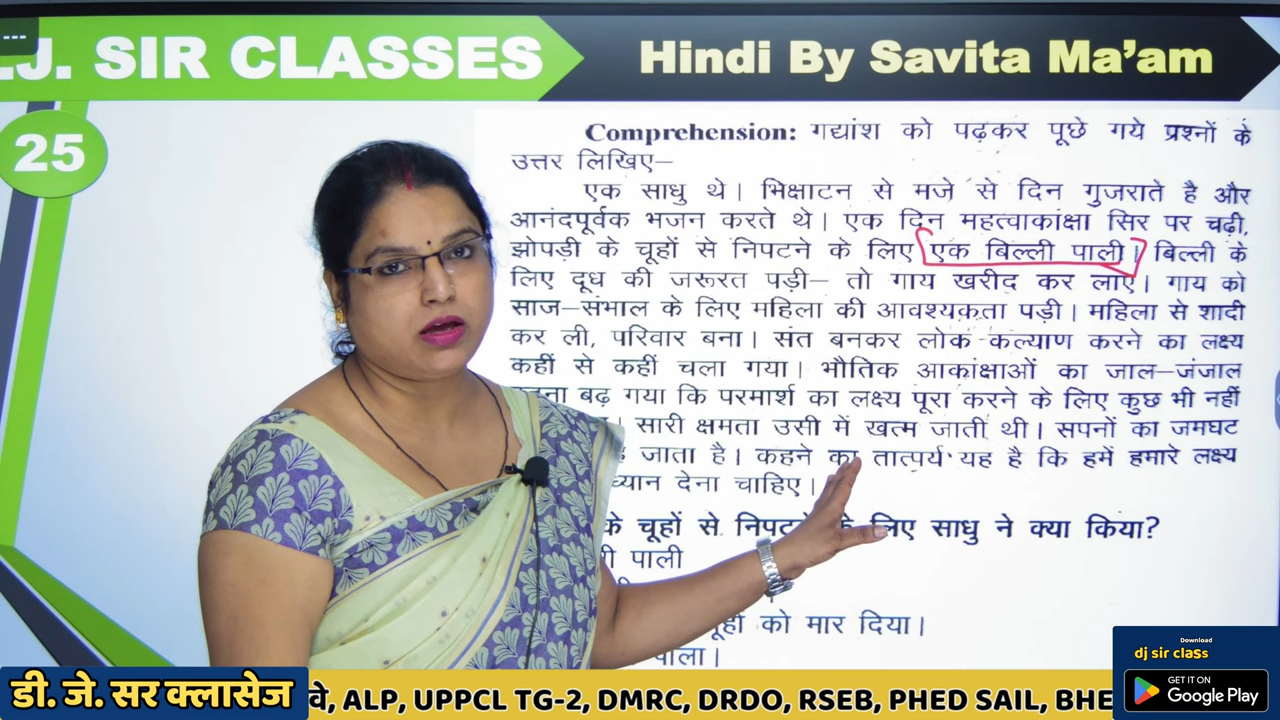 .J. SIR CLASSES
Hindi By Savita Ma’am
25
Comprehension: गद्यांश को पढ़कर पूछे गये प्रश्नों के
उत्तर लिखिए–
एक साधु थे। भिक्षाटन से मजे से दिन गुजराते है और
आनंदपूर्वक भजन करते थे। एक दिन महत्वाकांक्षा सिर पर चढ़ी,
झोपड़ी के चूहों से निपटने के लिए एक बिल्ली पाली। बिल्ली के
लिए दूध की जरूरत पड़ी– तो गाय खरीद कर लाए। गाय को
साज–संभाल के लिए महिला की आवश्यकता पड़ी। महिला से शादी
कर ली, परिवार बना। संत बनकर लोक-कल्याण करने का लक्ष्य
कहीं से कहीं चला गया। भौतिक आकांक्षाओं का जाल–जंजाल
बढ़ गया कि परमार्श का लक्ष्य पूरा करने के लिए कुछ भी नहीं
सारी क्षमता उसी में खत्म जाती थी। सपनों का जमघट
जाता है। कहने का तात्पर्य यह है कि हमें हमारे लक्ष्य
ध्यान देना चाहिए।
के चूहों से निपटने के लिए साधु ने क्या किया?
पाली
को मार दिया।
पाला।
Download
dj sir class
GET IT ON
Google Play
डी. जे. सर क्लासेज
वे, ALP, UPPCL TG-2, DMRC, DRDO, RSEB, PHED SAIL, BHE